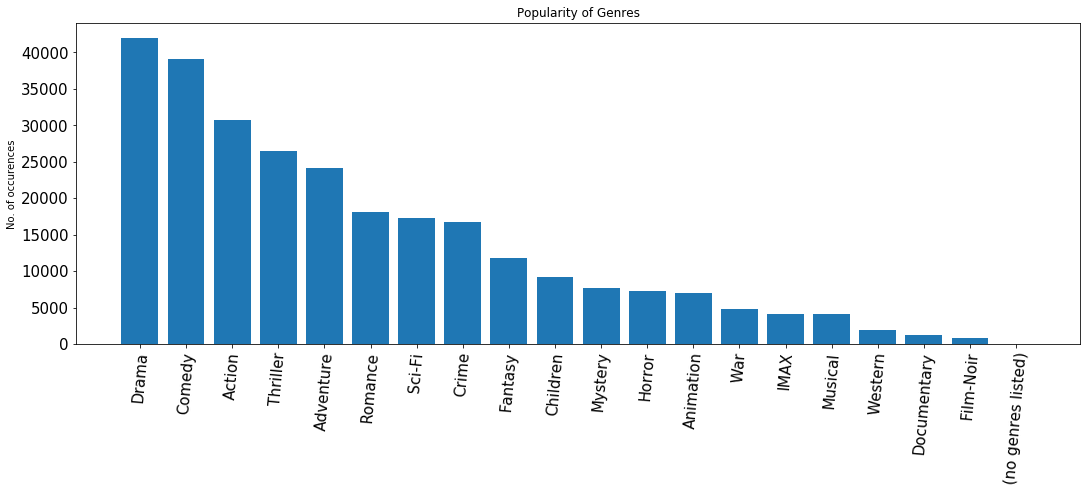 Popularity of Genres
No. of occurences
40000
35000
30000
25000
20000
15000
10000
5000
0
Drama
Comedy
Action
Thriller
Adventure
Romance
Sci-Fi
Crime
Fantasy
Children
Mystery
Horror
Animation
War
IMAX
Musical
Western
Documentary
Film-Noir
(no genres listed)